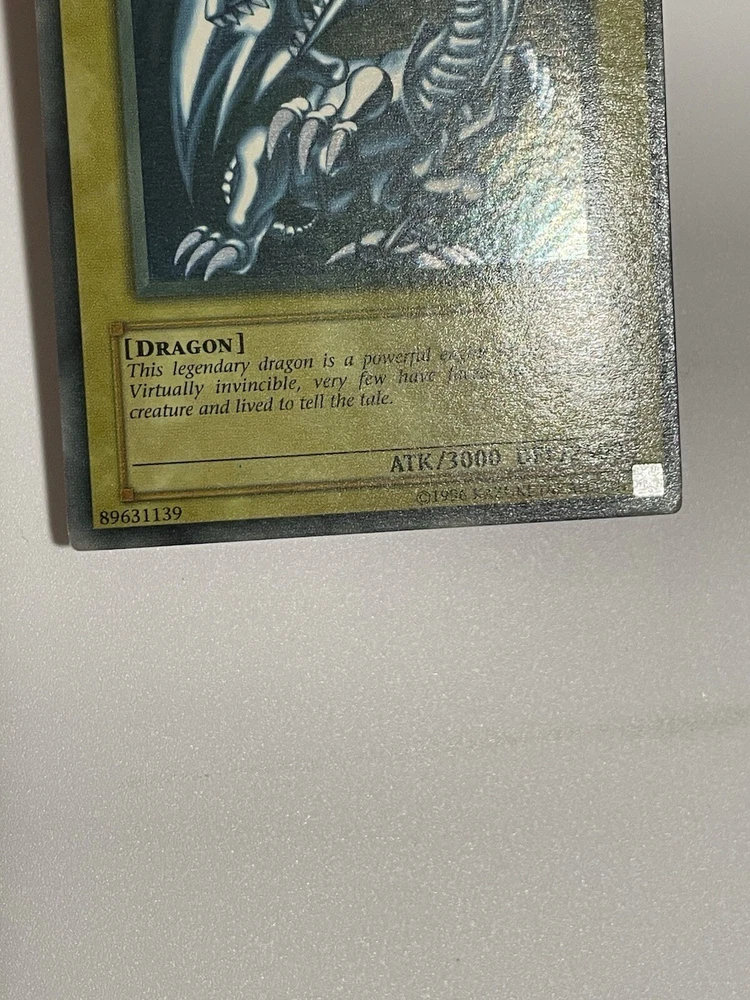 [DRAGON]
This legendary dragon is a powerful
Virtually invincible, very few have
creature and lived to tell the tale.
ATK/3000
89631139
©1996